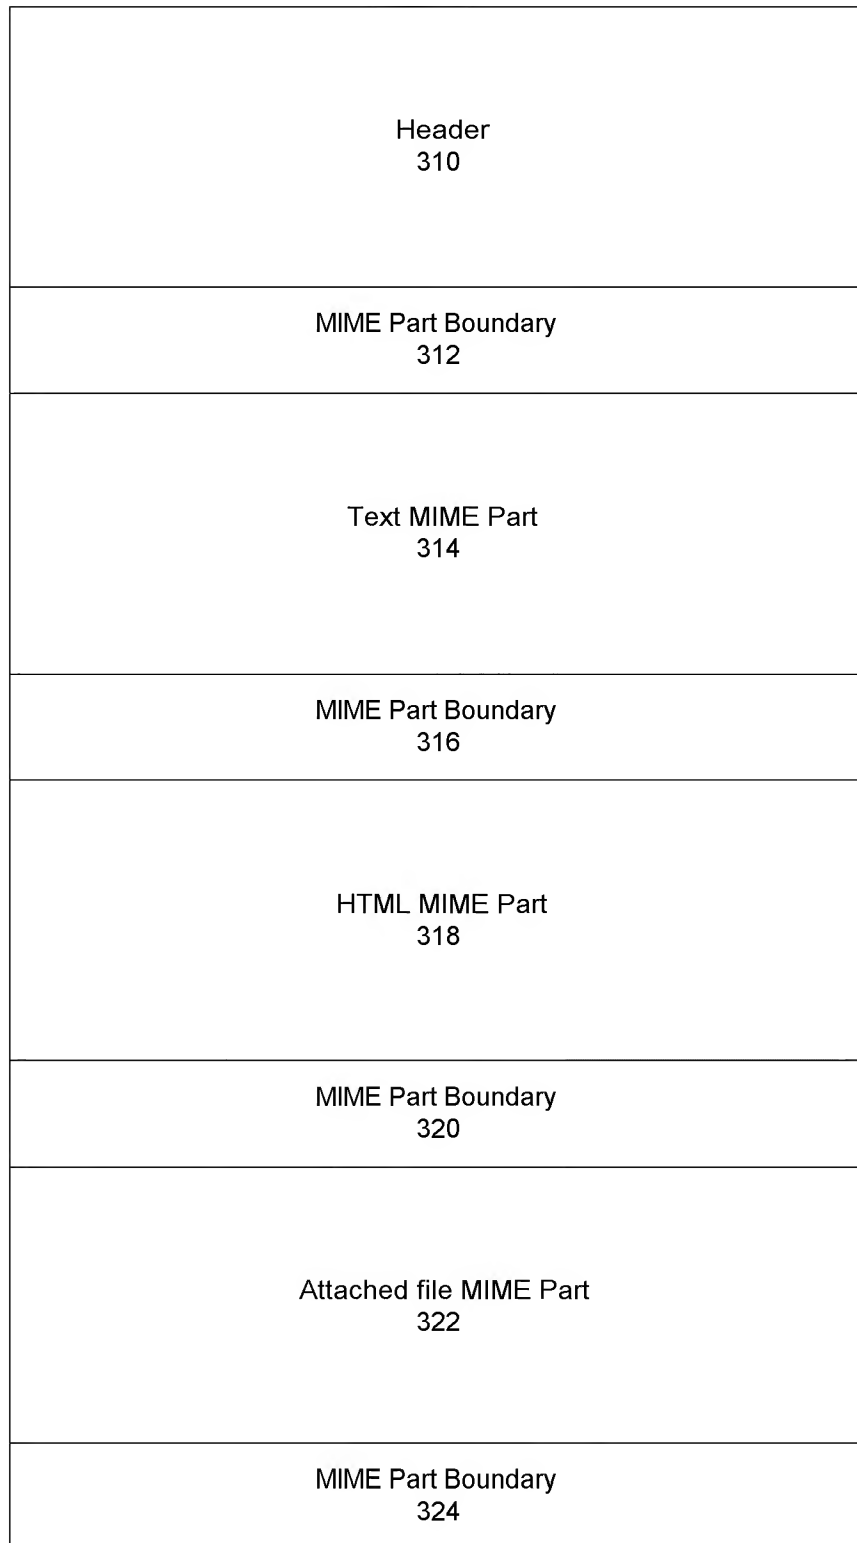 Header
310
MIME Part Boundary
312
Text MIME Part
314
MIME Part Boundary
316
HTML MIME Part
318
MIME Part Boundary
320
Attached file MIME Part
322
MIME Part Boundary
324